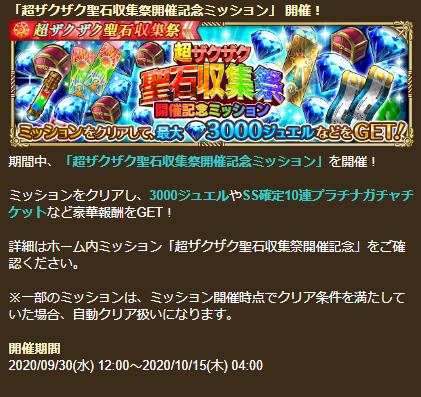 「超ザクザク聖石収集祭開催記念ミッション」 開催！
超ザクザク聖石収集祭
超ザクザク
聖石収集祭
開催記念ミッション
ミッションをクリアして、最大3000ジュエルなどをGET!
期間中、「超ザクザク聖石収集祭開催記念ミッション」を開催！
ミッションをクリアし、3000ジュエルやSS確定10連プラチナガチャチ
ケットなど豪華報酬をGET！
詳細はホーム内ミッション「超ザクザク聖石収集祭開催記念」をご確
認ください。
※一部のミッションは、ミッション開催時点でクリア条件を満たして
いた場合、自動クリア扱いになります。
開催期間
2020/09/30(水) 12:00～2020/10/15(木) 04:00